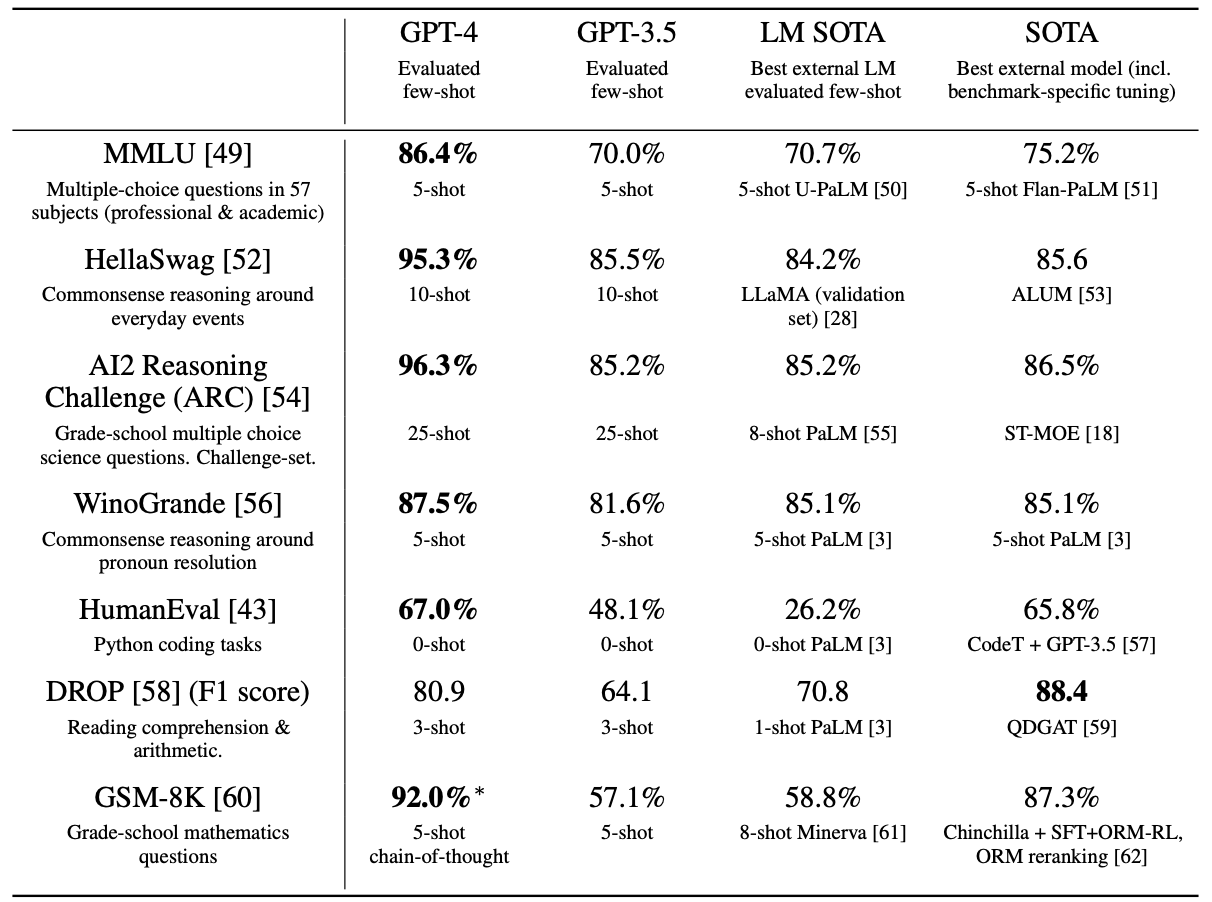 GPT-4 GPT-3.5 LM SOTA SOTA
Evaluated Evaluated Best external LM Best external model (incl.
few-shot few-shot evaluated few-shot benchmark-specific tuning)
MMLU [49] 86.4% 70.0% 70.7% 75.2%
Multiple-choice questions in 57 5-shot 5-shot 5-shot U-PaLM [50] 5-shot Flan-PaLM [51]
subjects (professional & academic)
HellaSwag [52] 95.3% 85.5% 84.2% 85.6
Commonsense reasoning around 10-shot 10-shot LLaMA (validation ALUM [53]
everyday events set) [28]
AI2 Reasoning 96.3% 85.2% 85.2% 86.5%
Challenge (ARC) [54]
Grade-school multiple choice 25-shot 25-shot 8-shot PaLM [55] ST-MOE [18]
science questions. Challenge-set.
WinoGrande [56] 87.5% 81.6% 85.1% 85.1%
Commonsense reasoning around 5-shot 5-shot 5-shot PaLM [3] 5-shot PaLM [3]
pronoun resolution
HumanEval [43] 67.0% 48.1% 26.2% 65.8%
Python coding tasks 0-shot 0-shot 0-shot PaLM [3] CodeT + GPT-3.5 [57]
DROP [58] (F1 score) 80.9 64.1 70.8 88.4
Reading comprehension & 3-shot 3-shot 1-shot PaLM [3] QDGAT [59]
arithmetic.
GSM-8K [60] 92.0%* 57.1% 58.8% 87.3%
Grade-school mathematics 5-shot 5-shot 8-shot Minerva [61] Chinchilla + SFT+ORM-RL,
questions chain-of-thought ORM reranking [62]